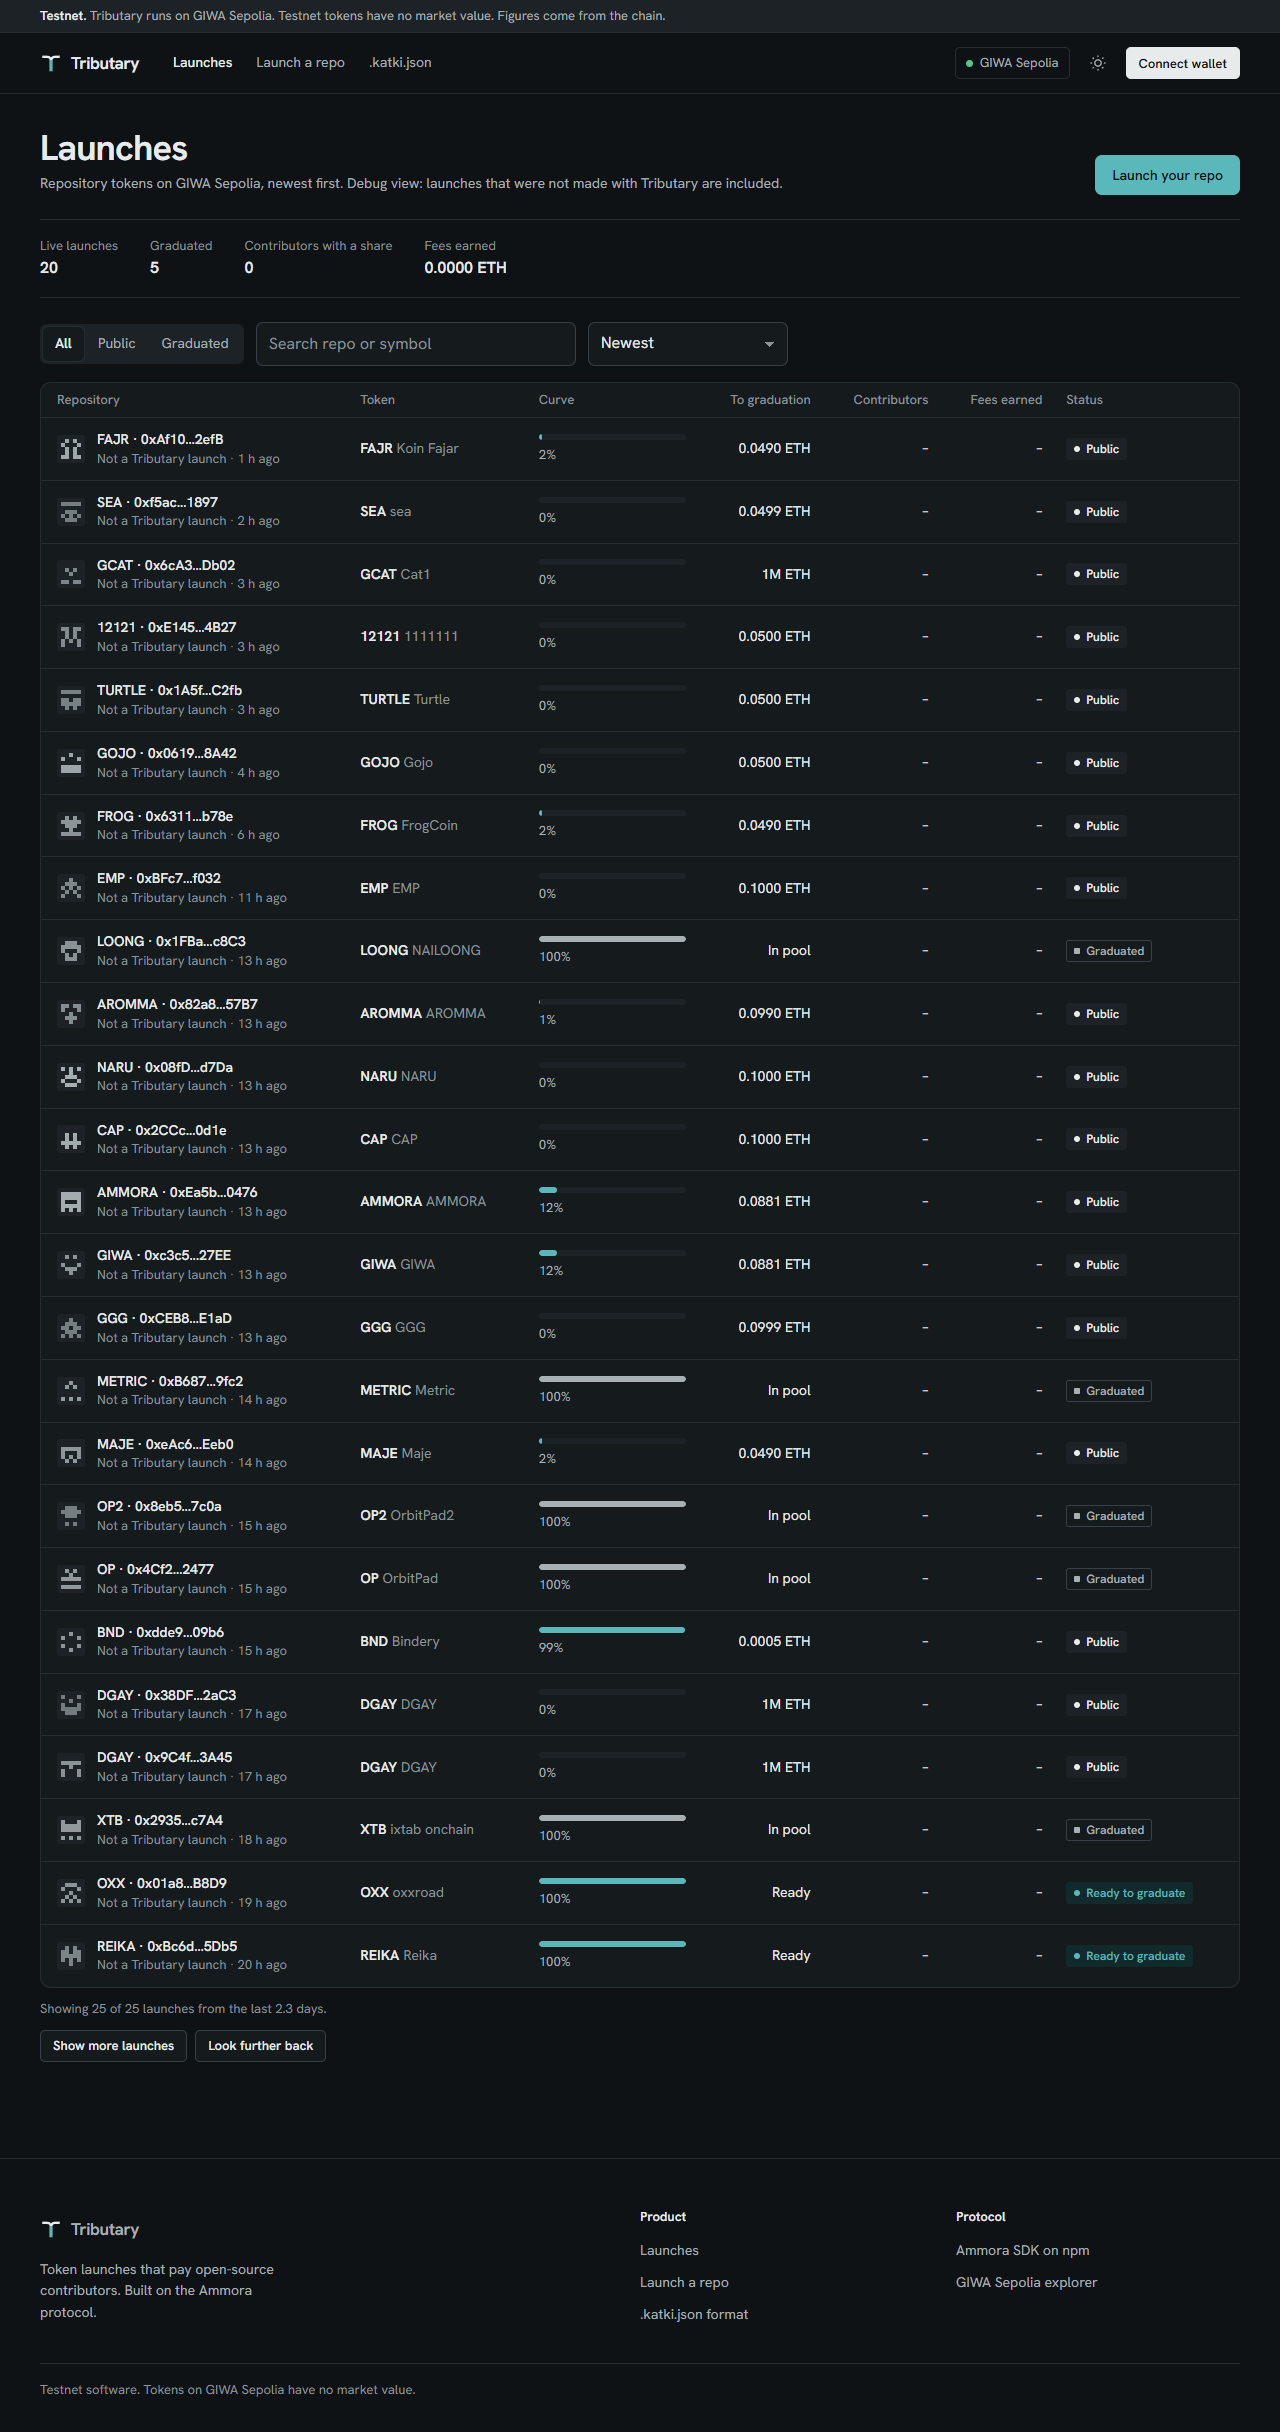 Testnet. Tributary runs on GIWA Sepolia. Testnet tokens have no market value. Figures come from the chain.
Tributary Launches Launch a repo .katki.json GIWA Sepolia Connect wallet
Launches
Repository tokens on GIWA Sepolia, newest first. Debug view: launches that were not made with Tributary are included.
Launch your repo
Live launches Graduated Contributors with a share Fees earned
20 5 0 0.0000 ETH
All Public Graduated Search repo or symbol Newest
Repository Token Curve To graduation Contributors Fees earned Status
FAJR · 0xAf10…2efB
Not a Tributary launch · 1 h ago
FAJR Koin Fajar 2% 0.0490 ETH – – Public
SEA · 0xf5ac…1897
Not a Tributary launch · 2 h ago
SEA sea 0% 0.0499 ETH – – Public
GCAT · 0x6cA3…Db02
Not a Tributary launch · 3 h ago
GCAT Cat1 0% 1M ETH – – Public
12121 · 0xE145…4B27
Not a Tributary launch · 3 h ago
12121 1111111 0% 0.0500 ETH – – Public
TURTLE · 0x1A5f…C2fb
Not a Tributary launch · 3 h ago
TURTLE Turtle 0% 0.0500 ETH – – Public
GOJO · 0x0619…8A42
Not a Tributary launch · 4 h ago
GOJO Gojo 0% 0.0500 ETH – – Public
FROG · 0x6311…b78e
Not a Tributary launch · 6 h ago
FROG FrogCoin 2% 0.0490 ETH – – Public
EMP · 0xBFc7…f032
Not a Tributary launch · 11 h ago
EMP EMP 0% 0.1000 ETH – – Public
LOONG · 0x1FBa…c8C3
Not a Tributary launch · 13 h ago
LOONG NAILOONG 100% In pool – – Graduated
AROMMA · 0x82a8…57B7
Not a Tributary launch · 13 h ago
AROMMA AROMMA 1% 0.0990 ETH – – Public
NARU · 0x08fD…d7Da
Not a Tributary launch · 13 h ago
NARU NARU 0% 0.1000 ETH – – Public
CAP · 0x2CCc…0d1e
Not a Tributary launch · 13 h ago
CAP CAP 0% 0.1000 ETH – – Public
AMMORA · 0xEa5b…0476
Not a Tributary launch · 13 h ago
AMMORA AMMORA 12% 0.0881 ETH – – Public
GIWA · 0xc3c5…27EE
Not a Tributary launch · 13 h ago
GIWA GIWA 12% 0.0881 ETH – – Public
GGG · 0xCEB8…E1aD
Not a Tributary launch · 13 h ago
GGG GGG 0% 0.0999 ETH – – Public
METRIC · 0xB687…9fc2
Not a Tributary launch · 14 h ago
METRIC Metric 100% In pool – – Graduated
MAJE · 0xeAc6…Eeb0
Not a Tributary launch · 14 h ago
MAJE Maje 2% 0.0490 ETH – – Public
OP2 · 0x8eb5…7c0a
Not a Tributary launch · 15 h ago
OP2 OrbitPad2 100% In pool – – Graduated
OP · 0x4Cf2…2477
Not a Tributary launch · 15 h ago
OP OrbitPad 100% In pool – – Graduated
BND · 0xdde9…09b6
Not a Tributary launch · 15 h ago
BND Bindery 99% 0.0005 ETH – – Public
DGAY · 0x38DF…2aC3
Not a Tributary launch · 17 h ago
DGAY DGAY 0% 1M ETH – – Public
DGAY · 0x9C4f…3A45
Not a Tributary launch · 17 h ago
DGAY DGAY 0% 1M ETH – – Public
XTB · 0x2935…c7A4
Not a Tributary launch · 18 h ago
XTB ixtab onchain 100% In pool – – Graduated
OXX · 0x01a8…B8D9
Not a Tributary launch · 19 h ago
OXX oxxroad 100% Ready – – Ready to graduate
REIKA · 0xBc6d…5Db5
Not a Tributary launch · 20 h ago
REIKA Reika 100% Ready – – Ready to graduate
Showing 25 of 25 launches from the last 2.3 days.
Show more launches Look further back
Tributary
Token launches that pay open-source
contributors. Built on the Ammora
protocol.
Product
Launches
Launch a repo
.katki.json format
Protocol
Ammora SDK on npm
GIWA Sepolia explorer
Testnet software. Tokens on GIWA Sepolia have no market value.